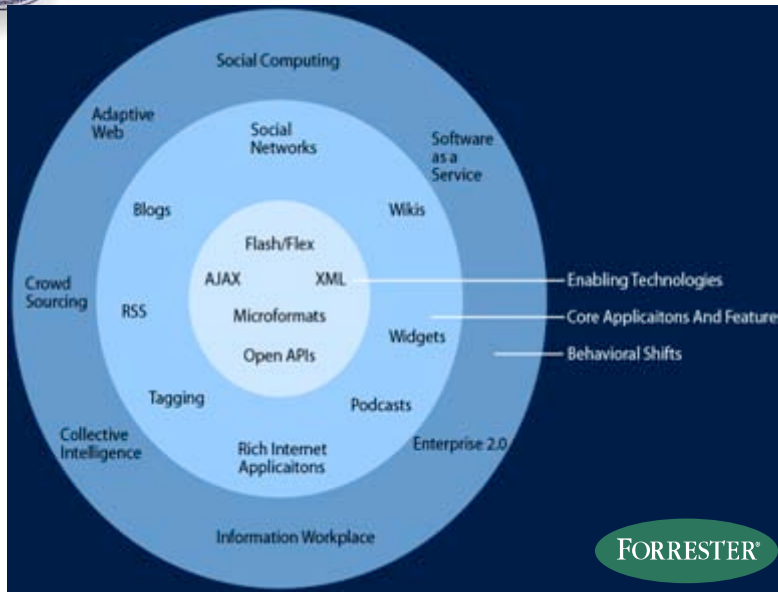 Social Computing
Adaptive
Web
Social
Networks
Software
as a
Service
Blogs
Wikis
Flash/Flex
AJAX
XML
Enabling Technologies
Crowd
Sourcing
RSS
Microformats
Core Applicaitons And Feature
Widgets
Open APIs
Behavioral Shifts
Tagging
Podcasts
Collective
Intelligence
Rich Internet
Applicaitons
Enterprise 2.0
Information Workplace
FORRESTER®